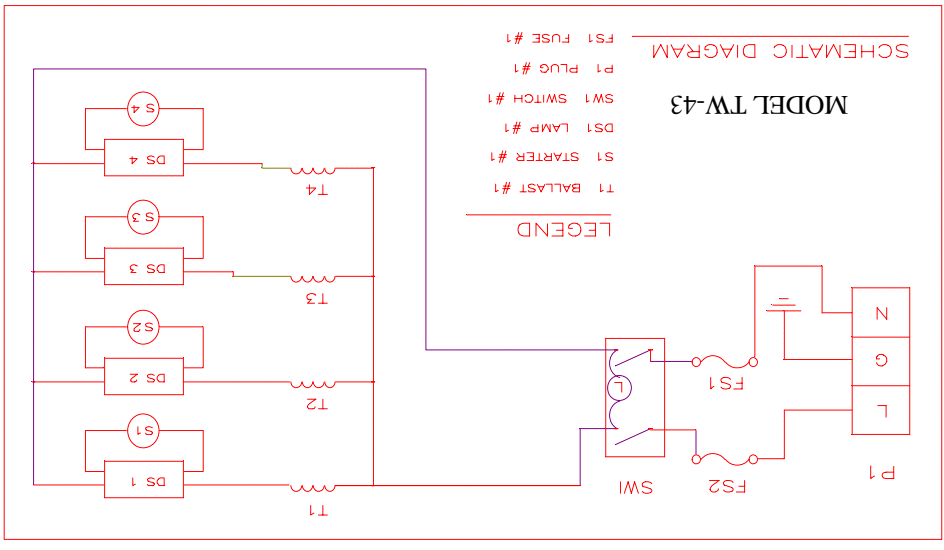 P1
L
G
N
FS2
FS1
SWI
L
T1
DS 1
S1
T2
DS 2
S2
T3
DS 3
S 3
T4
DS 4
S 4
LEGEND
T1 BALLAST #1
S1 STARTER #1
DS1 LAMP #1
SW1 SWITCH #1
P1 PLUG #1
FS1 FUSE #1
MODEL TW-43
SCHEMATIC DIAGRAM